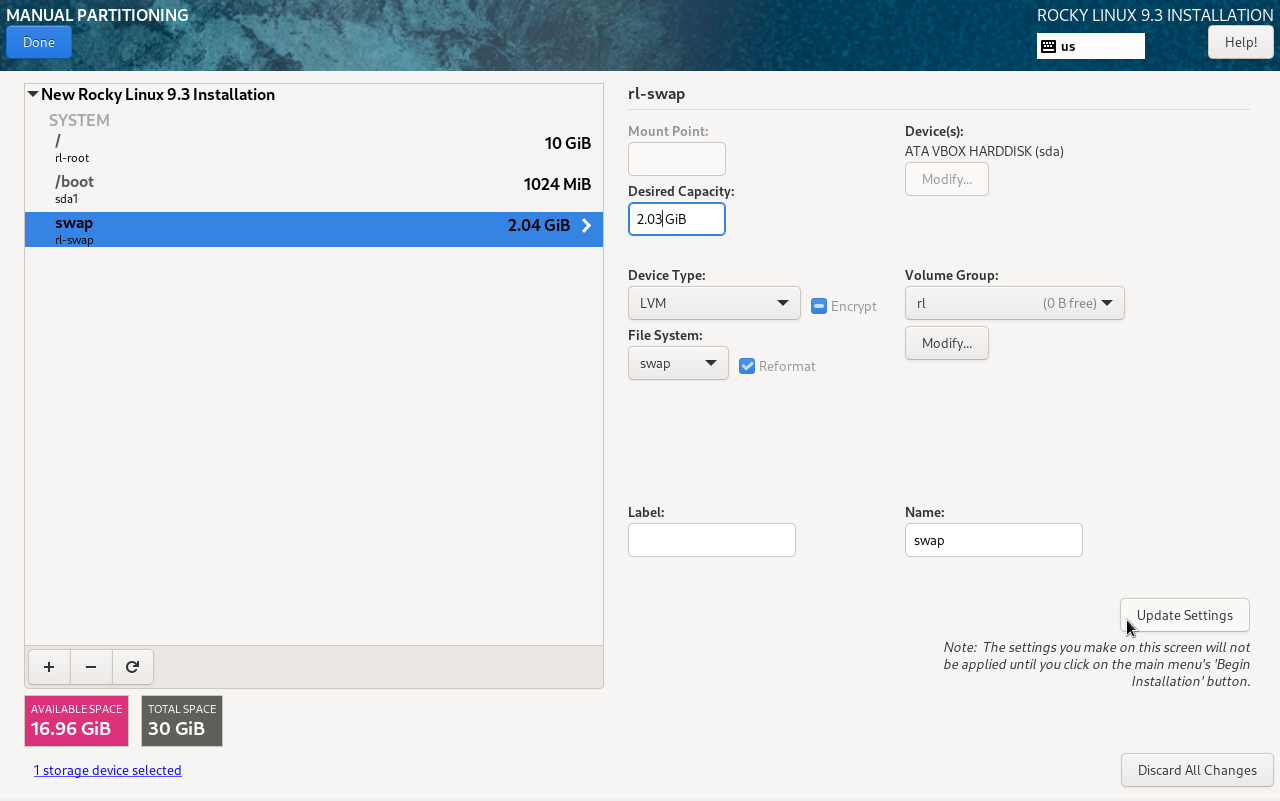 MANUAL PARTITIONING
ROCKY LINUX 9.3 INSTALLATION
Done
us
Help!
New Rocky Linux 9.3 Installation
SYSTEM
/
rl-root
10 GiB
/boot
sda1
1024 MiB
swap
rl-swap
2.04 GiB
+
−
AVAILABLE SPACE
16.96 GiB
TOTAL SPACE
30 GiB
1 storage device selected
rl-swap
Mount Point:
Desired Capacity:
2.03 GiB
Device(s):
ATA VBOX HARDDISK (sda)
Modify...
Device Type:
LVM
Encrypt
File System:
swap
Reformat
Volume Group:
rl (0 B free)
Modify...
Label:
Name:
swap
Update Settings
Note: The settings you make on this screen will not
be applied until you click on the main menu's 'Begin
Installation' button.
Discard All Changes